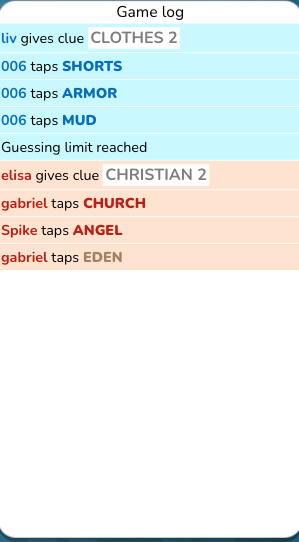 Game log
liv gives clue CLOTHES 2
006 taps SHORTS
006 taps ARMOR
006 taps MUD
Guessing limit reached
elisa gives clue CHRISTIAN 2
gabriel taps CHURCH
Spike taps ANGEL
gabriel taps EDEN